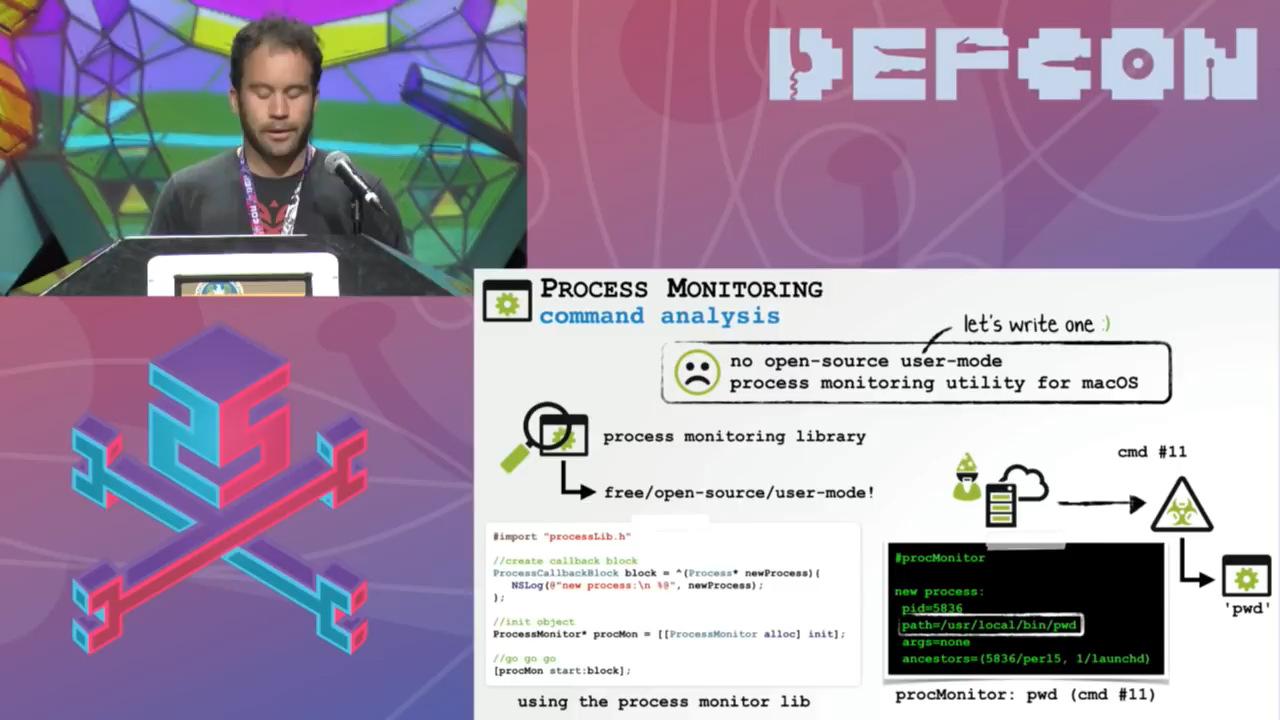 DEFCON
PROCESS MONITORING
command analysis
let's write one :)
no open-source user-mode
process monitoring utility for macOS
process monitoring library
free/open-source/user-mode!
cmd #11
'pwd'
#import "processLib.h"
//create callback block
ProcessCallbackBlock block = ^(Process* newProcess){
NSLog(@"new process:\n %@", newProcess);
};
//init object
ProcessMonitor* procMon = [[ProcessMonitor alloc] init];
//go go go
[procMon start:block];
using the process monitor lib
#procMonitor
new process:
pid=5836
path=/usr/local/bin/pwd
args=none
ancestors=(5836/perl5, 1/launchd)
procMonitor: pwd (cmd #11)